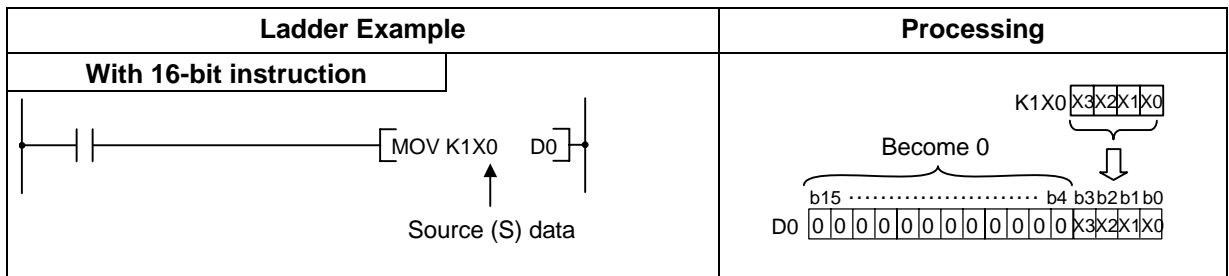 Ladder Example
Processing
With 16-bit instruction
MOV K1X0 D0
Source (S) data
K1X0 X3 X2 X1 X0
Become 0
b15 ························ b4 b3 b2 b1 b0
D0 0 0 0 0 0 0 0 0 0 0 0 0 X3 X2 X1 X0